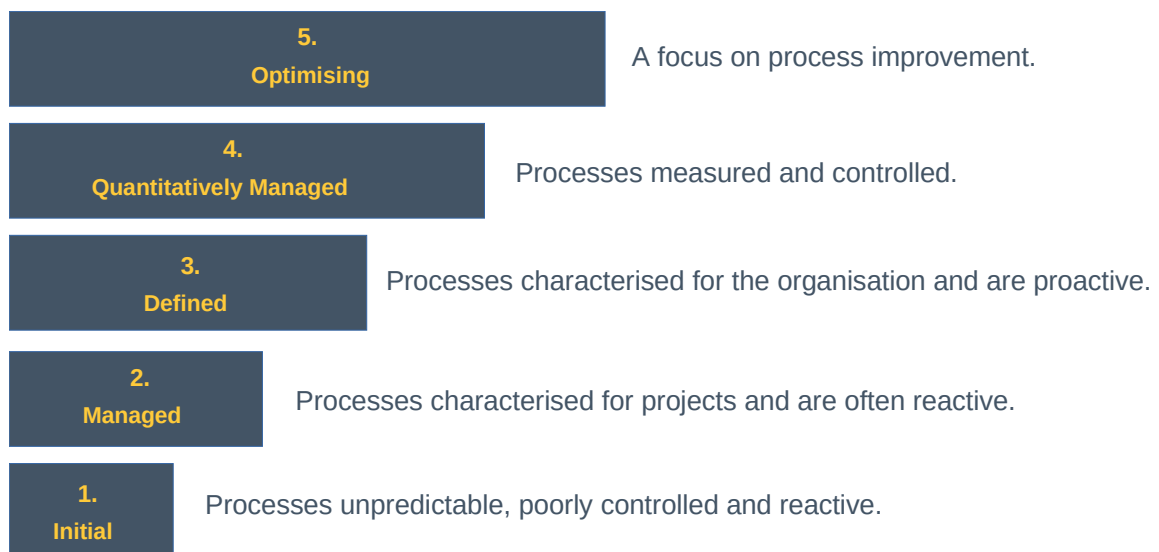 5.
Optimising
A focus on process improvement.
4.
Quantitatively Managed
Processes measured and controlled.
3.
Defined
Processes characterised for the organisation and are proactive.
2.
Managed
Processes characterised for projects and are often reactive.
1.
Initial
Processes unpredictable, poorly controlled and reactive.